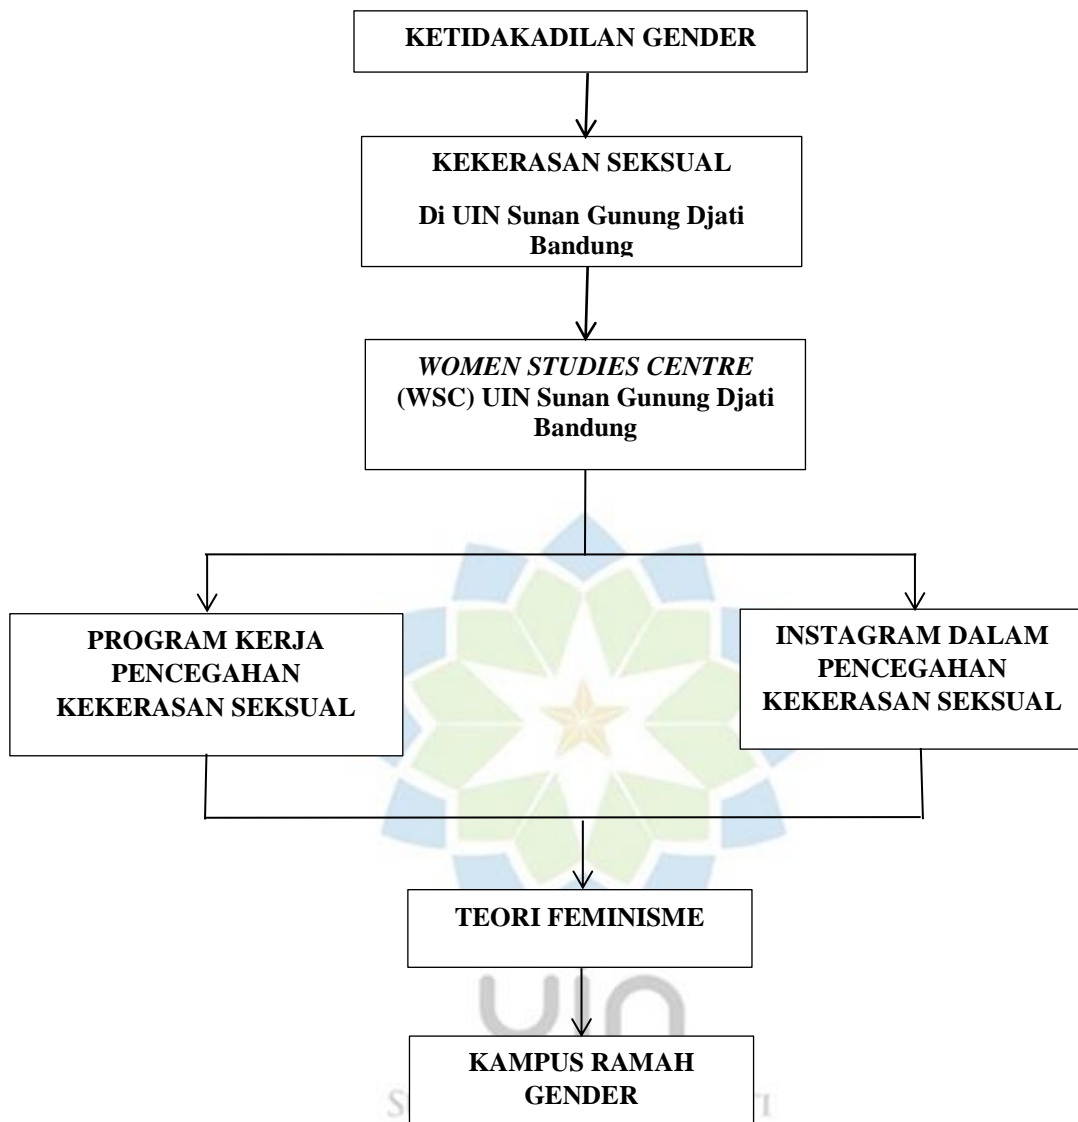 KETIDAKADILAN GENDER
KEKERASAN SEKSUAL
Di UIN Sunan Gunung Djati
Bandung
WOMEN STUDIES CENTRE
(WSC) UIN Sunan Gunung Djati
Bandung
PROGRAM KERJA
PENCEGAHAN
KEKERASAN SEKSUAL
INSTAGRAM DALAM
PENCEGAHAN
KEKERASAN SEKSUAL
TEORI FEMINISME
uin
KAMPUS RAMAH
GENDER